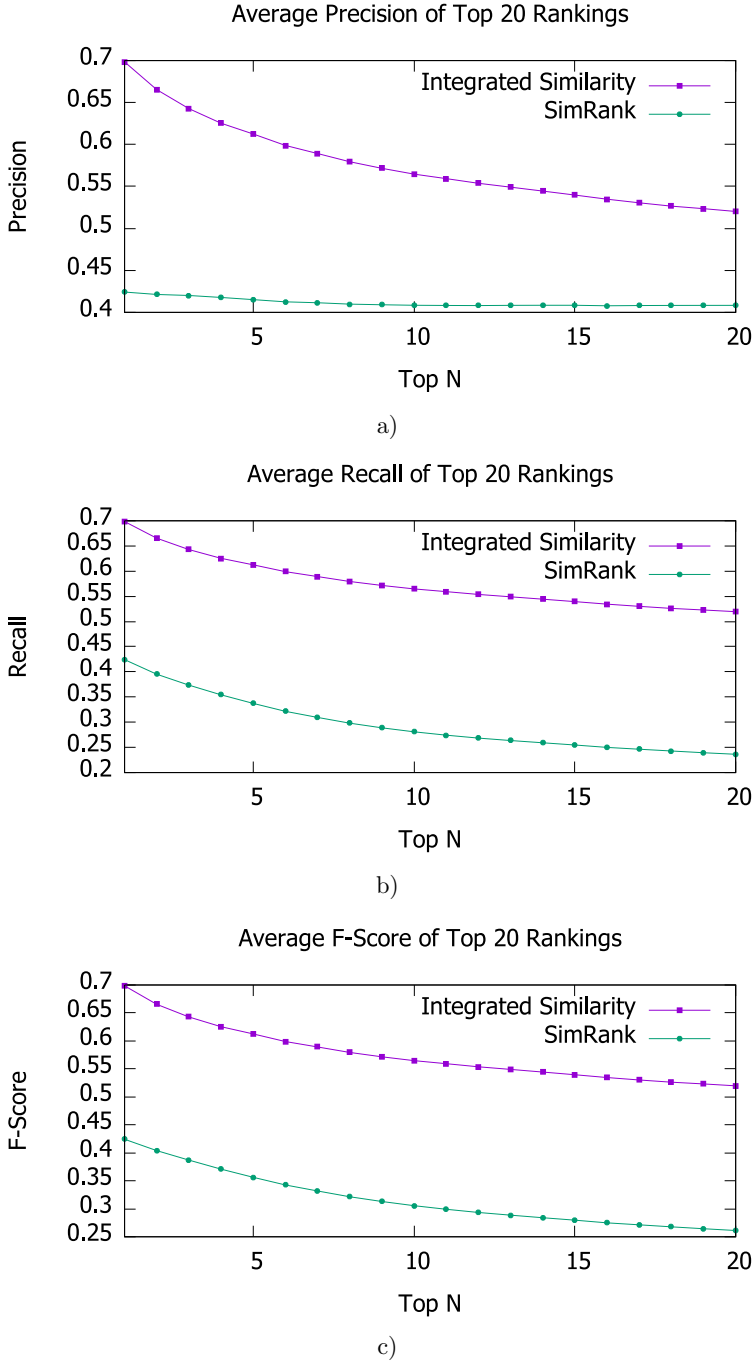 Average Precision of Top 20 Rankings
0.7
0.65
0.6
0.55
0.5
0.45
0.4
Precision
Integrated Similarity
SimRank
5
10
15
20
Top N
a)
Average Recall of Top 20 Rankings
0.7
0.65
0.6
0.55
0.5
0.45
0.4
0.35
0.3
0.25
0.2
Recall
Integrated Similarity
SimRank
5
10
15
20
Top N
b)
Average F-Score of Top 20 Rankings
0.7
0.65
0.6
0.55
0.5
0.45
0.4
0.35
0.3
0.25
F-Score
Integrated Similarity
SimRank
5
10
15
20
Top N
c)